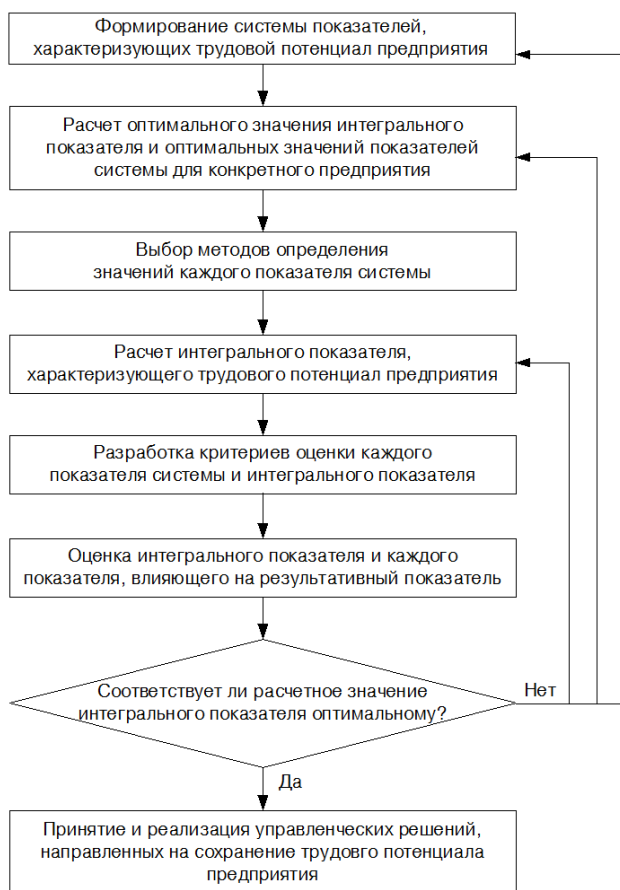 Формирование системы показателей,
характеризующих трудовой потенциал предприятия
Расчет оптимального значения интегрального
показателя и оптимальных значений показателей
системы для конкретного предприятия
Выбор методов определения
значений каждого показателя системы
Расчет интегрального показателя,
характеризующего трудового потенциал предприятия
Разработка критериев оценки каждого
показателя системы и интегрального показателя
Оценка интегрального показателя и каждого
показателя, влияющего на результативный показатель
Соответствует ли расчетное значение
интегрального показателя оптимальному?
Нет
Да
Принятие и реализация управленческих решений,
направленных на сохранение трудовго потенциала
предприятия